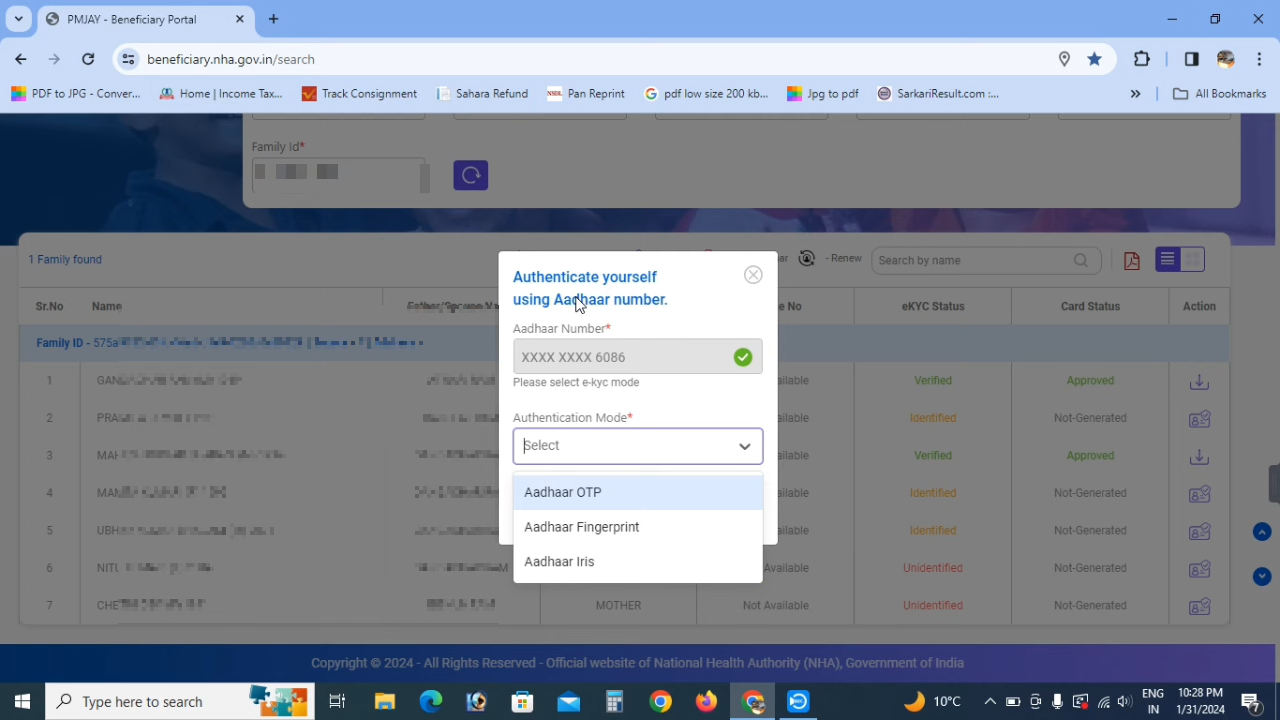 PMJAY - Beneficiary Portal
beneficiary.nha.gov.in/search
PDF to JPG - Conver... Home | Income Tax... Track Consignment Sahara Refund NSDL Pan Reprint pdf low size 200 kb... Jpg to pdf SarkariResult.com :... » All Bookmarks
Family id*
1 Family found - Renew Search by name
Sr.No Name eKYC Status Card Status Action
Family ID - 575a
1 Verified Approved
2 Identified Not-Generated
3 Verified Approved
4 Identified Not-Generated
5 Identified Not-Generated
6 Unidentified Not-Generated
7 MOTHER Not Available Unidentified Not-Generated
Authenticate yourself
using Aadhaar number.
Aadhaar Number*
XXXX XXXX 6086
Please select e-kyc mode
Authentication Mode*
Select
Aadhaar OTP
Aadhaar Fingerprint
Aadhaar Iris
Copyright © 2024 - All Rights Reserved - Official website of National Health Authority (NHA), Government of India
Type here to search 10°C ENG IN 10:28 PM 1/31/2024 7